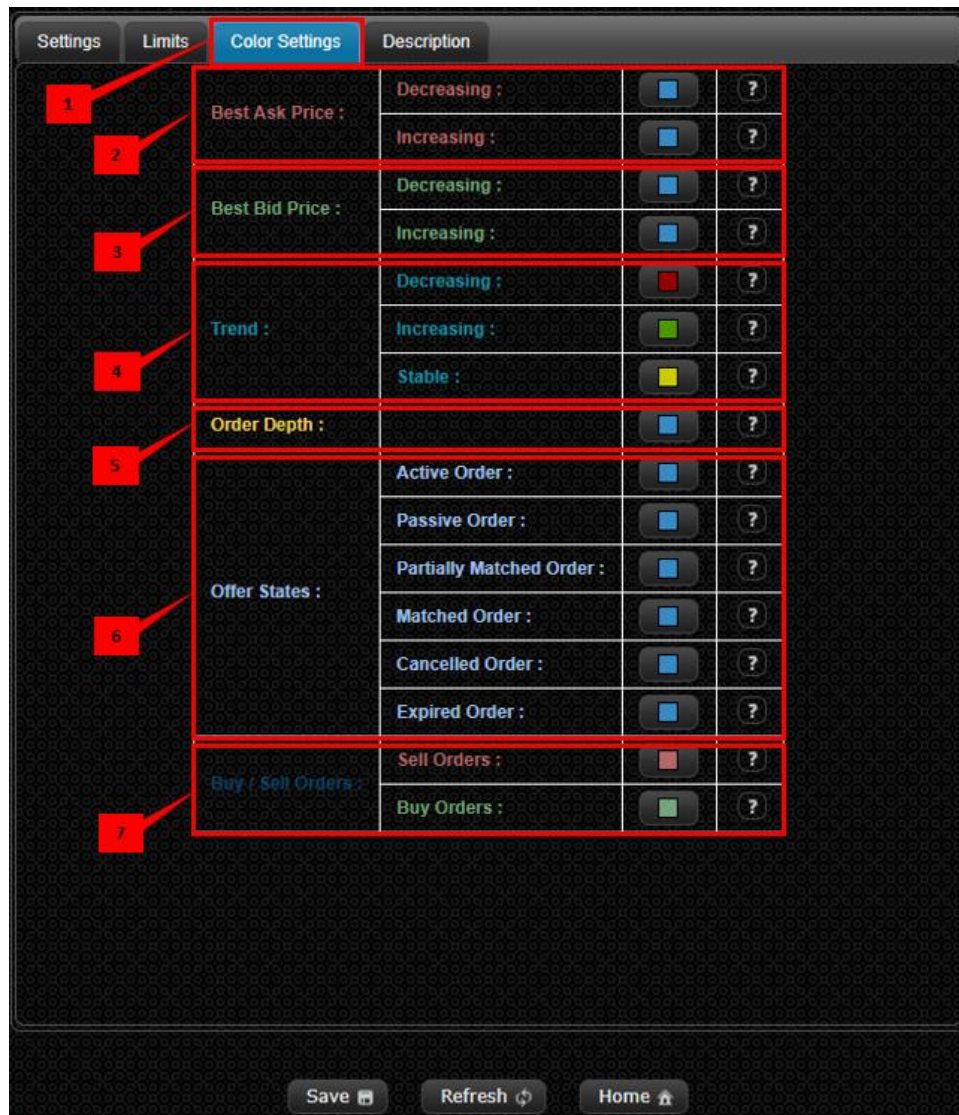 Settings Limits Color Settings Description
1
Decreasing : ?
Best Ask Price :
Increasing : ?
2
Decreasing : ?
Best Bid Price :
Increasing : ?
3
Decreasing : ?
Trend : Increasing : ?
4
Stable : ?
Order Depth : ?
5
Active Order : ?
Passive Order : ?
Partially Matched Order : ?
Offer States :
Matched Order : ?
6
Cancelled Order : ?
Expired Order : ?
Sell Orders : ?
Buy / Sell Orders :
Buy Orders : ?
7
Save Refresh Home